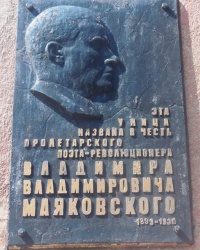 ЭТА
УЛИЦА
НАЗВАНА В ЧЕСТЬ
ПРОЛЕТАРСКОГО
ПОЭТА-РЕВОЛЮЦИОНЕРА
ВЛАДИМИРА
ВЛАДИМИРОВИЧА
МАЯКОВСКОГО
1893-1930